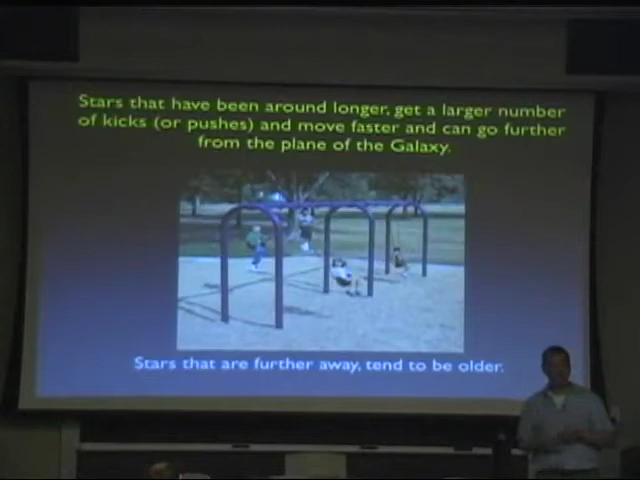 Stars that have been around longer, get a larger number
of kicks (or pushes) and move faster and can go further
from the plane of the Galaxy.
Stars that are further away, tend to be older.